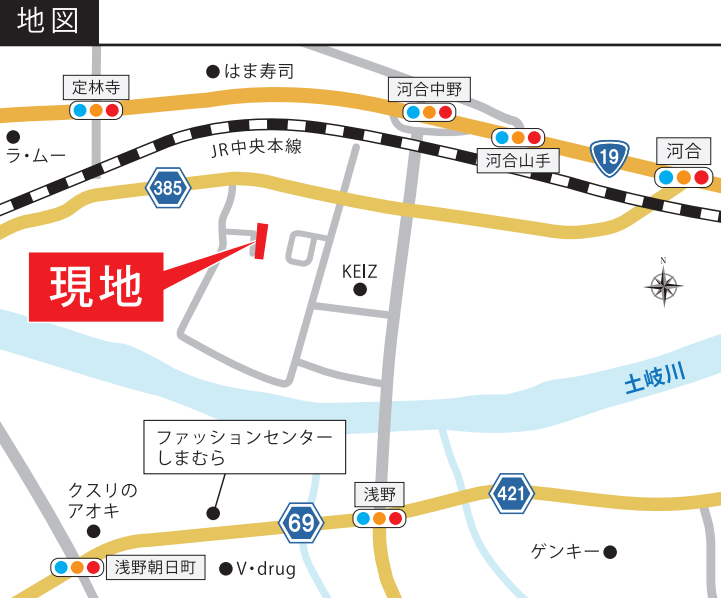 地図
定林寺
はま寿司
河合中野
ラ・ムー
JR中央本線
河合山手
19
河合
385
現地
KEIZ
N
土岐川
ファッションセンター
しまむら
クスリの
アオキ
69
浅野
421
ゲンキー
浅野朝日町
V・drug